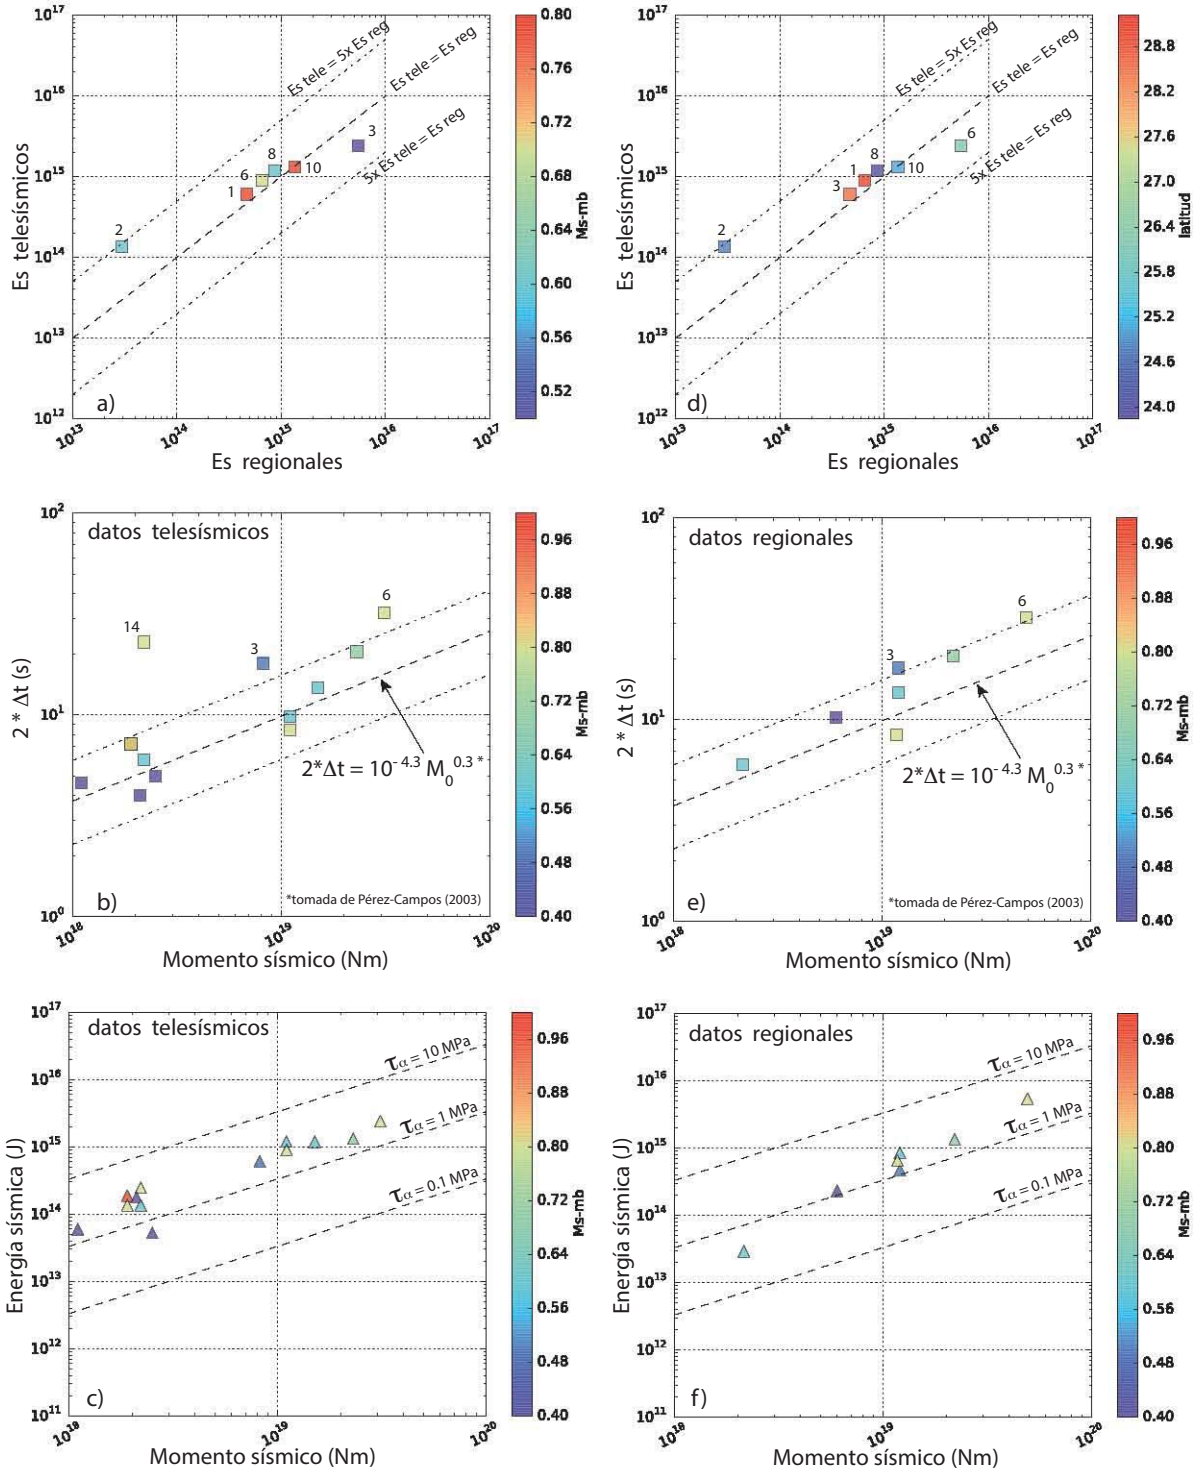 10^17
10^16
10^15
10^14
10^13
10^12
Es telesísmicos
Es tele = 5x Es reg
Es tele = Es reg
5x Es tele = Es reg
3
8
10
6
1
2
a)
10^13
10^14
10^15
10^16
10^17
Es regionales
0.80
0.76
0.72
0.68
0.64
0.60
0.56
0.52
Ms-mb
10^17
10^16
10^15
10^14
10^13
10^12
Es telesísmicos
Es tele = 5x Es reg
Es tele = Es reg
5x Es tele = Es reg
6
8
1
10
3
2
d)
10^13
10^14
10^15
10^16
10^17
Es regionales
28.8
28.2
27.6
27.0
26.4
25.8
25.2
24.6
24.0
latitud
10^2
10^1
10^0
2 * Δt (s)
datos telesísmicos
6
14
3
2*Δt = 10^-4.3 M_0^0.3 *
b)
*tomada de Pérez-Campos (2003)
10^18
10^19
10^20
Momento sísmico (Nm)
0.96
0.88
0.80
0.72
0.64
0.56
0.48
0.40
Ms-mb
10^2
10^1
10^0
2 * Δt (s)
datos regionales
6
3
2*Δt = 10^-4.3 M_0^0.3 *
e)
*tomada de Pérez-Campos (2003)
10^18
10^19
10^20
Momento sísmico (Nm)
0.96
0.88
0.80
0.72
0.64
0.56
0.48
0.40
Ms-mb
10^17
10^16
10^15
10^14
10^13
10^12
10^11
Energía sísmica (J)
datos telesísmicos
τα = 10 MPa
τα = 1 MPa
τα = 0.1 MPa
c)
10^18
10^19
10^20
Momento sísmico (Nm)
0.96
0.88
0.80
0.72
0.64
0.56
0.48
0.40
Ms-mb
10^17
10^16
10^15
10^14
10^13
10^12
10^11
Energía sísmica (J)
datos regionales
τα = 10 MPa
τα = 1 MPa
τα = 0.1 MPa
f)
10^18
10^19
10^20
Momento sísmico (Nm)
0.96
0.88
0.80
0.72
0.64
0.56
0.48
0.40
Ms-mb